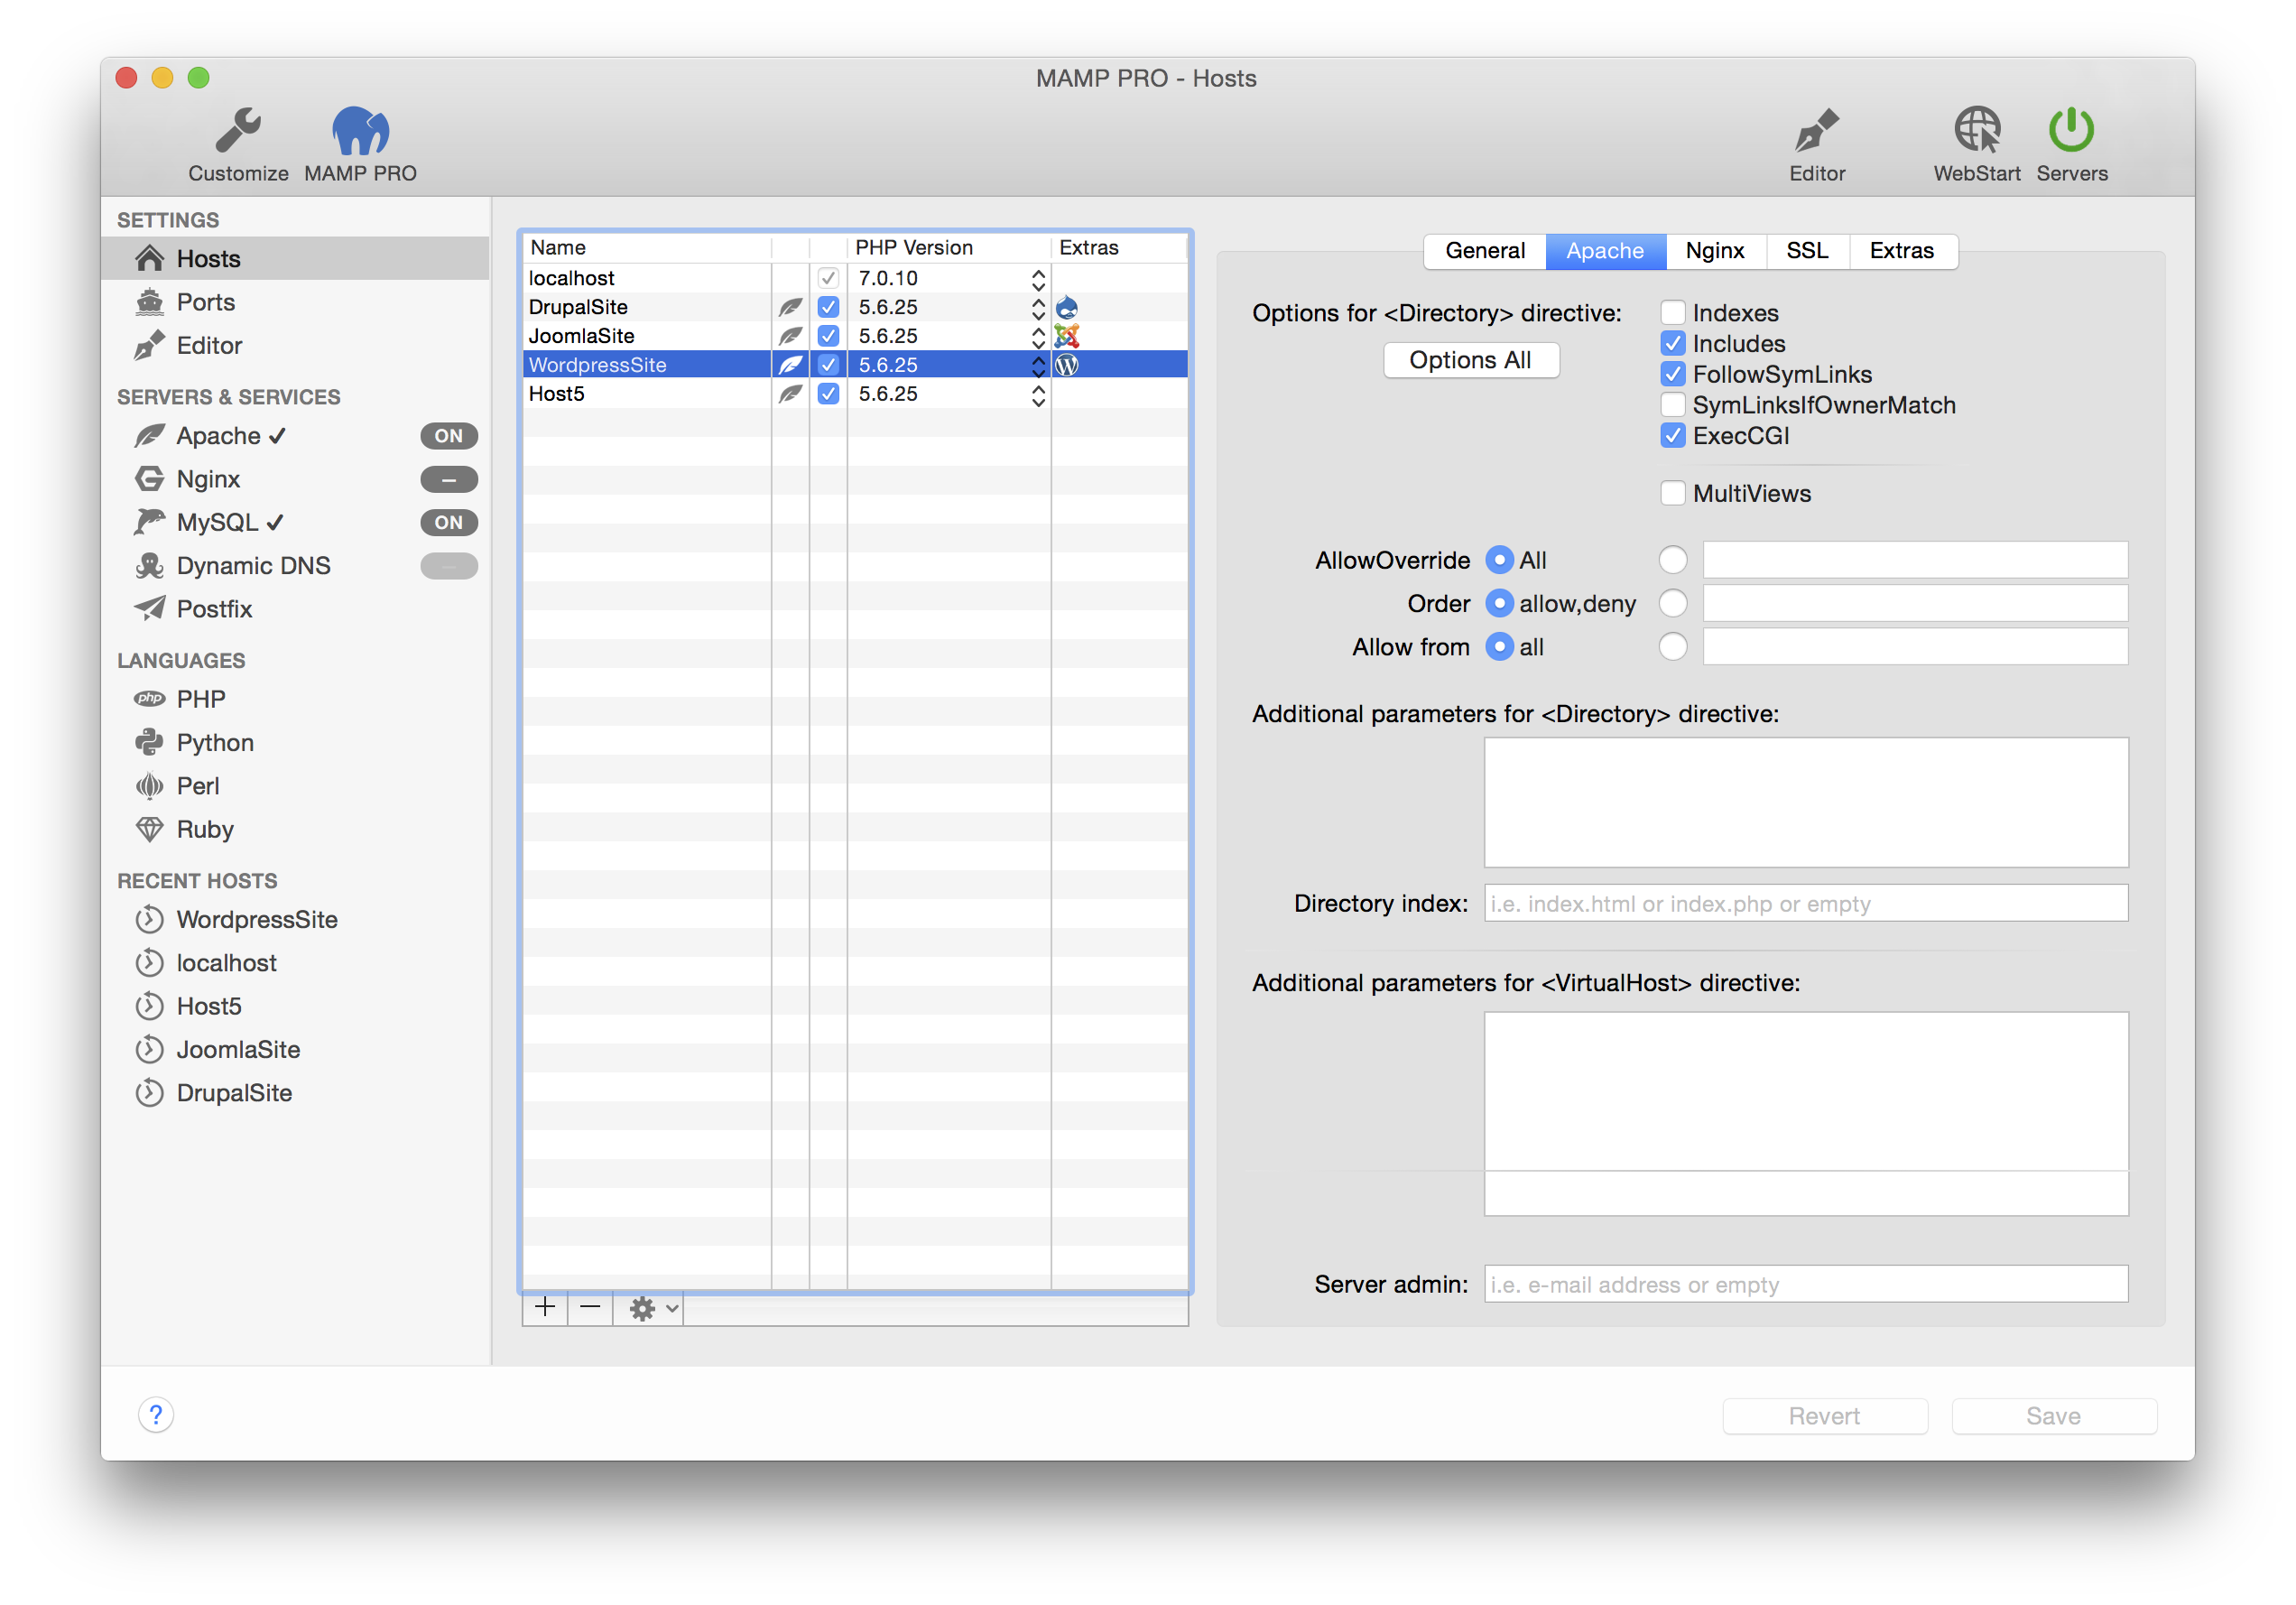 MAMP PRO - Hosts
Customize
MAMP PRO
Editor
WebStart
Servers
SETTINGS
Hosts
Ports
Editor
SERVERS & SERVICES
Apache ✓ ON
Nginx –
MySQL ✓ ON
Dynamic DNS –
Postfix
LANGUAGES
php PHP
Python
Perl
Ruby
RECENT HOSTS
WordpressSite
localhost
Host5
JoomlaSite
DrupalSite
Name PHP Version Extras
localhost 7.0.10
DrupalSite 5.6.25
JoomlaSite 5.6.25
WordpressSite 5.6.25
Host5 5.6.25
General Apache Nginx SSL Extras
Options for <Directory> directive:
Options All
Indexes
Includes
FollowSymLinks
SymLinksIfOwnerMatch
ExecCGI
MultiViews
AllowOverride All
Order allow,deny
Allow from all
Additional parameters for <Directory> directive:
Directory index: i.e. index.html or index.php or empty
Additional parameters for <VirtualHost> directive:
Server admin: i.e. e-mail address or empty
?
Revert
Save